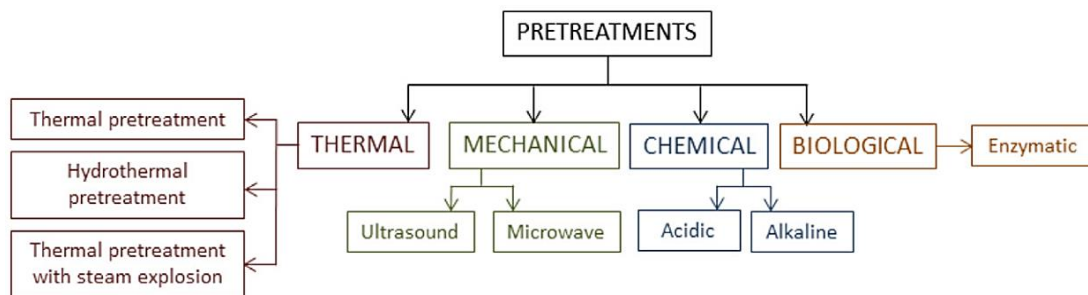 PRETREATMENTS
THERMAL
MECHANICAL
CHEMICAL
BIOLOGICAL
Thermal pretreatment
Hydrothermal
pretreatment
Thermal pretreatment
with steam explosion
Ultrasound
Microwave
Acidic
Alkaline
Enzymatic